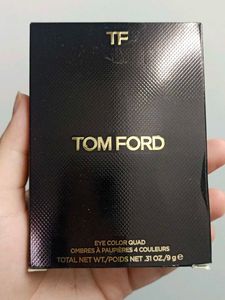 TF
TOM FORD
EYE COLOR QUAD
OMBRES À PAUPIÈRES 4 COULEURS
TOTAL NET WT./POIDS NET .31 OZ./9 g ℮